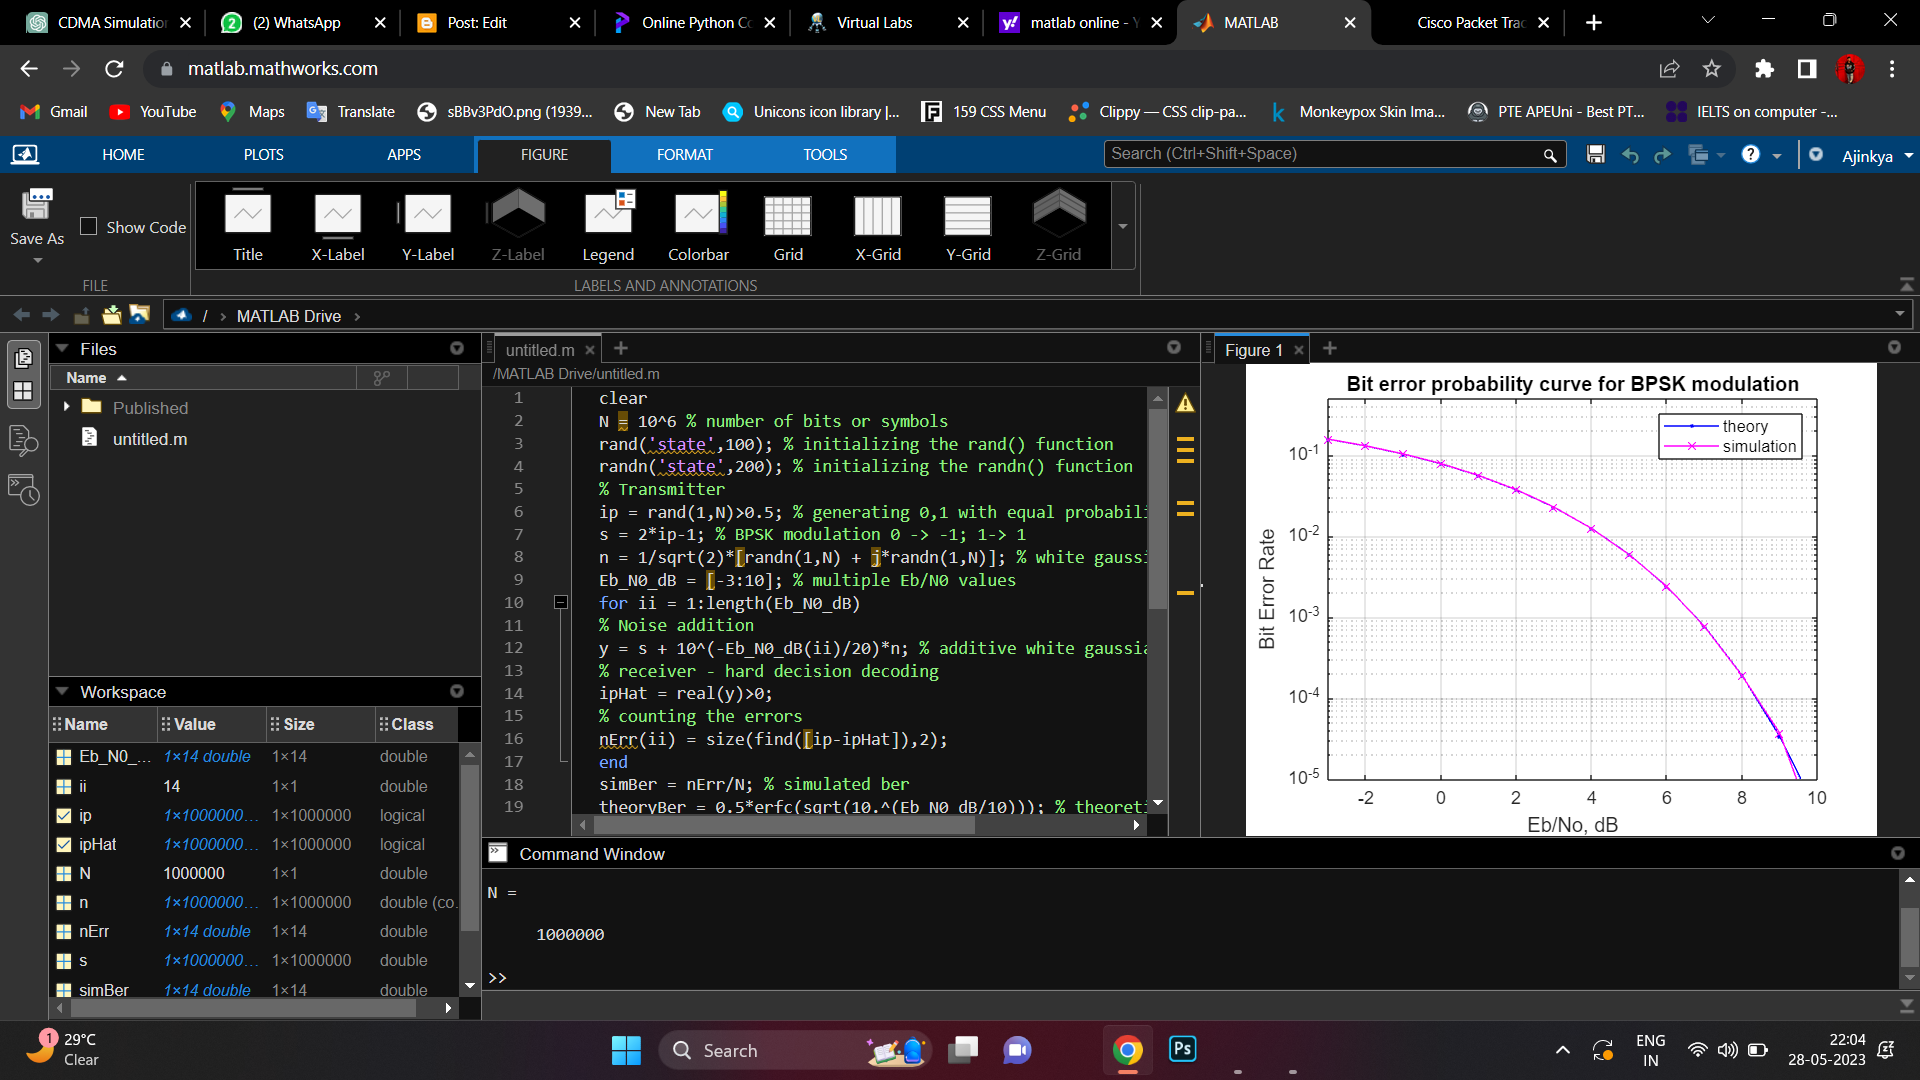 CDMA Simulation
(2) WhatsApp
Post: Edit
Online Python Co
Virtual Labs
matlab online - Y
MATLAB
Cisco Packet Trac
matlab.mathworks.com
Gmail
YouTube
Maps
Translate
sBBv3PdO.png (1939...
New Tab
Unicons icon library |...
159 CSS Menu
Clippy — CSS clip-pa...
Monkeypox Skin Ima...
PTE APEUni - Best PT...
IELTS on computer -...
HOME
PLOTS
APPS
FIGURE
FORMAT
TOOLS
Search (Ctrl+Shift+Space)
Ajinkya
Save As
Show Code
FILE
Title
X-Label
Y-Label
Z-Label
Legend
Colorbar
Grid
X-Grid
Y-Grid
Z-Grid
LABELS AND ANNOTATIONS
/ > MATLAB Drive >
Files
Name
Published
untitled.m
Workspace
Name Value Size Class
Eb_N0_... 1×14 double 1×14 double
ii 14 1×1 double
ip 1×1000000... 1×1000000 logical
ipHat 1×1000000... 1×1000000 logical
N 1000000 1×1 double
n 1×1000000... 1×1000000 double (co.
nErr 1×14 double 1×14 double
s 1×1000000... 1×1000000 double
simBer 1×14 double 1×14 double
untitled.m
/MATLAB Drive/untitled.m
1 clear
2 N = 10^6 % number of bits or symbols
3 rand('state',100); % initializing the rand() function
4 randn('state',200); % initializing the randn() function
5 % Transmitter
6 ip = rand(1,N)>0.5; % generating 0,1 with equal probabili
7 s = 2*ip-1; % BPSK modulation 0 -> -1; 1-> 1
8 n = 1/sqrt(2)*[randn(1,N) + j*randn(1,N)]; % white gaussi
9 Eb_N0_dB = [-3:10]; % multiple Eb/N0 values
10 for ii = 1:length(Eb_N0_dB)
11 % Noise addition
12 y = s + 10^(-Eb_N0_dB(ii)/20)*n; % additive white gaussia
13 % receiver - hard decision decoding
14 ipHat = real(y)>0;
15 % counting the errors
16 nErr(ii) = size(find([ip-ipHat]),2);
17 end
18 simBer = nErr/N; % simulated ber
19 theoryBer = 0.5*erfc(sqrt(10.^(Eb_N0_dB/10))); % theoreti
Figure 1
Bit error probability curve for BPSK modulation
theory
simulation
10-1
10-2
10-3
10-4
10-5
Bit Error Rate
-2 0 2 4 6 8 10
Eb/No, dB
Command Window
N =
1000000
>>
1
29°C
Clear
Search
Ps
ENG
IN
22:04
28-05-2023